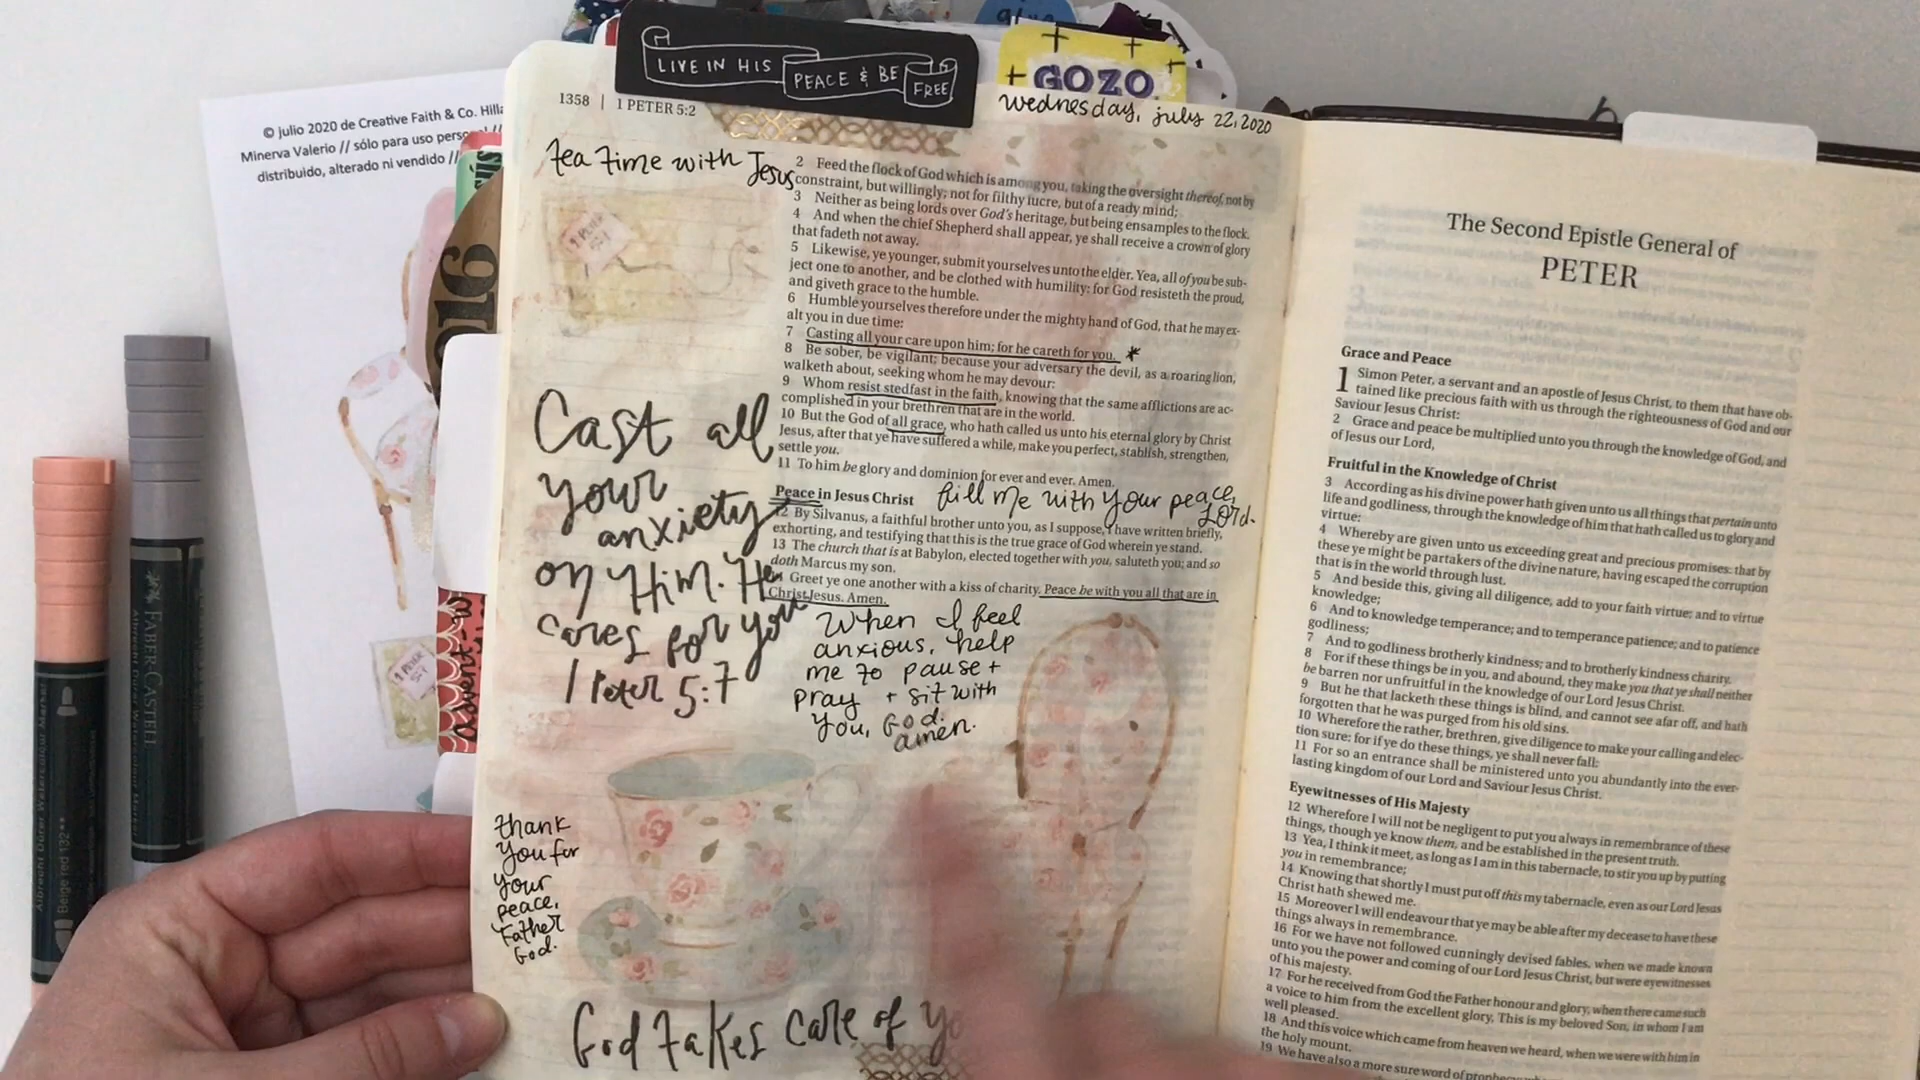 LIVE IN HIS PEACE & BE FREE
alive
+ GOZO
wednesday, july 22, 2020
1358 | 1 PETER 5:2
© julio 2020 de Creative Faith & Co. Hilla
Minerva Valerio // sólo para uso personal //
distribuido, alterado ni vendido //
2016
advent-w
tea time with Jesus
1 PETER 5:7
2 Feed the flock of God which is among you, taking the oversight thereof, not by
constraint, but willingly; not for filthy lucre, but of a ready mind;
3 Neither as being lords over God's heritage, but being ensamples to the flock.
4 And when the chief Shepherd shall appear, ye shall receive a crown of glory
that fadeth not away.
5 Likewise, ye younger, submit yourselves unto the elder. Yea, all of you be sub-
ject one to another, and be clothed with humility: for God resisteth the proud,
and giveth grace to the humble.
6 Humble yourselves therefore under the mighty hand of God, that he may ex-
alt you in due time:
7 Casting all your care upon him; for he careth for you. *
8 Be sober, be vigilant; because your adversary the devil, as a roaring lion,
walketh about, seeking whom he may devour:
9 Whom resist stedfast in the faith, knowing that the same afflictions are ac-
complished in your brethren that are in the world.
10 But the God of all grace, who hath called us unto his eternal glory by Christ
Jesus, after that ye have suffered a while, make you perfect, stablish, strengthen,
settle you.
11 To him be glory and dominion for ever and ever. Amen.
Peace in Jesus Christ
fill me with your peace,
Lord.
12 By Silvanus, a faithful brother unto you, as I suppose, I have written briefly,
exhorting, and testifying that this is the true grace of God wherein ye stand.
13 The church that is at Babylon, elected together with you, saluteth you; and so
doth Marcus my son.
Greet ye one another with a kiss of charity. Peace be with you all that are in
Christ Jesus. Amen.
Cast all
your
anxiety
on Him. He
cares for you
1 Peter 5:7
When I feel
anxious, help
me to pause +
pray + sit with
you, God.
amen.
thank
you for
your
peace,
Father
God.
God takes care of yo
1 PETER 5:7
FABER-CASTELL
Albrecht Dürer Watercolour Marker
Albrecht Dürer Watercolour Marker
Beige red 132**
The Second Epistle General of
PETER
Grace and Peace
1 Simon Peter, a servant and an apostle of Jesus Christ, to them that have ob-
tained like precious faith with us through the righteousness of God and our
Saviour Jesus Christ:
2 Grace and peace be multiplied unto you through the knowledge of God, and
of Jesus our Lord,
Fruitful in the Knowledge of Christ
3 According as his divine power hath given unto us all things that pertain unto
life and godliness, through the knowledge of him that hath called us to glory and
virtue:
4 Whereby are given unto us exceeding great and precious promises: that by
these ye might be partakers of the divine nature, having escaped the corruption
that is in the world through lust.
5 And beside this, giving all diligence, add to your faith virtue; and to virtue
knowledge;
6 And to knowledge temperance; and to temperance patience; and to patience
godliness;
7 And to godliness brotherly kindness; and to brotherly kindness charity.
8 For if these things be in you, and abound, they make you that ye shall neither
be barren nor unfruitful in the knowledge of our Lord Jesus Christ.
9 But he that lacketh these things is blind, and cannot see afar off, and hath
forgotten that he was purged from his old sins.
10 Wherefore the rather, brethren, give diligence to make your calling and elec-
tion sure: for if ye do these things, ye shall never fall:
11 For so an entrance shall be ministered unto you abundantly into the ever-
lasting kingdom of our Lord and Saviour Jesus Christ.
Eyewitnesses of His Majesty
12 Wherefore I will not be negligent to put you always in remembrance of these
things, though ye know them, and be established in the present truth.
13 Yea, I think it meet, as long as I am in this tabernacle, to stir you up by putting
you in remembrance;
14 Knowing that shortly I must put off this my tabernacle, even as our Lord Jesus
Christ hath shewed me.
15 Moreover I will endeavour that ye may be able after my decease to have these
things always in remembrance.
16 For we have not followed cunningly devised fables, when we made known
unto you the power and coming of our Lord Jesus Christ, but were eyewitnesses
of his majesty.
17 For he received from God the Father honour and glory, when there came such
a voice to him from the excellent glory, This is my beloved Son, in whom I am
well pleased.
18 And this voice which came from heaven we heard, when we were with him in
the holy mount.
19 We have also a more sure word of prophecy;